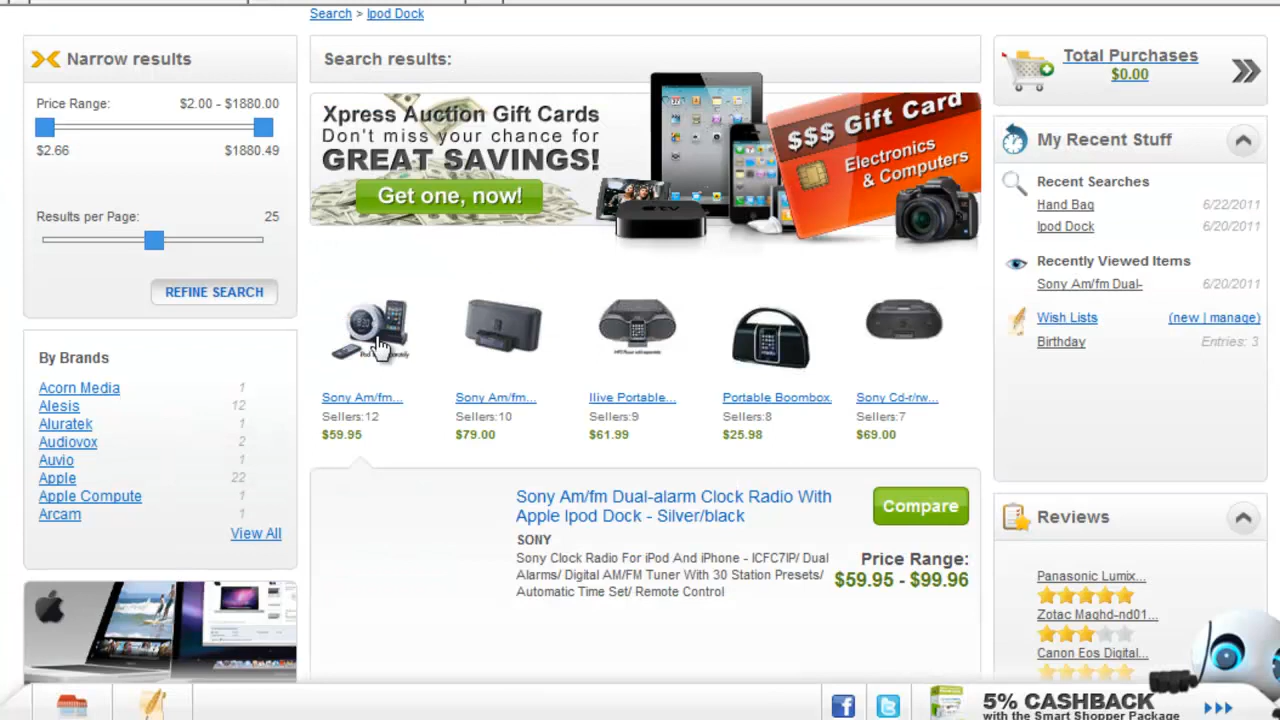 Search > Ipod Dock
Narrow results
Price Range: $2.00 - $1880.00
$2.66 $1880.49
Results per Page: 25
REFINE SEARCH
By Brands
Acorn Media 1
Alesis 12
Aluratek 1
Audiovox 2
Auvio 1
Apple 22
Apple Compute 1
Arcam 1
View All
Search results:
Xpress Auction Gift Cards
Don't miss your chance for
GREAT SAVINGS!
Get one, now!
$$$ Gift Card
Electronics
& Computers
Sony Am/fm...
Sellers:12
$59.95
Sony Am/fm...
Sellers:10
$79.00
Ilive Portable...
Sellers:9
$61.99
Portable Boombox
Sellers:8
$25.98
Sony Cd-r/rw...
Sellers:7
$69.00
Sony Am/fm Dual-alarm Clock Radio With
Apple Ipod Dock - Silver/black
SONY
Sony Clock Radio For iPod And iPhone - ICFC7IP/ Dual
Alarms/ Digital AM/FM Tuner With 30 Station Presets/
Automatic Time Set/ Remote Control
Compare
Price Range:
$59.95 - $99.96
Total Purchases
$0.00
My Recent Stuff
Recent Searches
Hand Bag 6/22/2011
Ipod Dock 6/20/2011
Recently Viewed Items
Sony Am/fm Dual- 6/20/2011
Wish Lists (new | manage)
Birthday Entries: 3
Reviews
Panasonic Lumix...
Zotac Maghd-nd01...
Canon Eos Digital...
5% CASHBACK
with the Smart Shopper Package